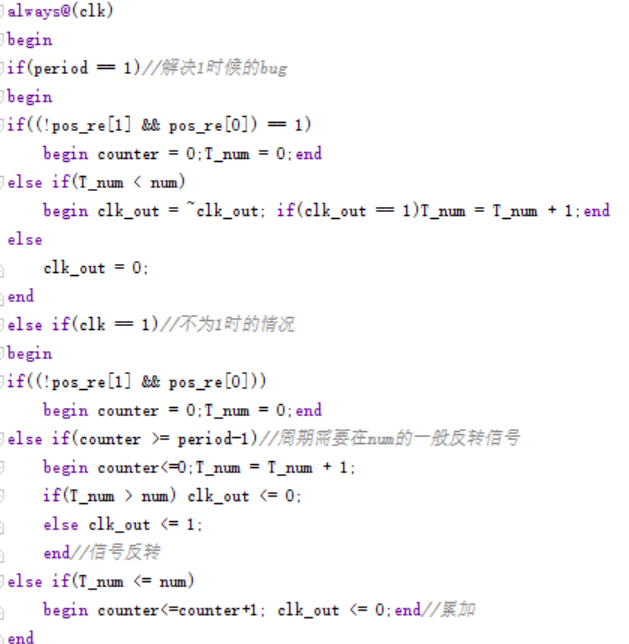 always@(clk)
begin
if(period == 1)//解决1时候的bug
begin
if((!pos_re[1] && pos_re[0]) == 1)
begin counter = 0;T_num = 0;end
else if(T_num < num)
begin clk_out = ~clk_out; if(clk_out == 1)T_num = T_num + 1;end
else
clk_out = 0;
end
else if(clk == 1)//不为1时的情况
begin
if((!pos_re[1] && pos_re[0]))
begin counter = 0;T_num = 0;end
else if(counter >= period-1)//周期需要在num的一般反转信号
begin counter<=0;T_num = T_num + 1;
if(T_num > num) clk_out <= 0;
else clk_out <= 1;
end//信号反转
else if(T_num <= num)
begin counter<=counter+1; clk_out <= 0;end//累加
end